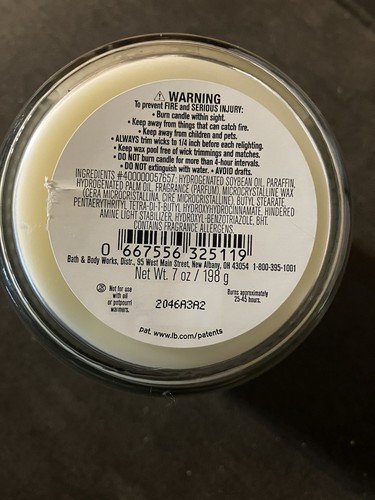 ⚠ WARNING
To prevent FIRE and SERIOUS INJURY:
• Burn candle within sight.
• Keep away from things that can catch fire.
• Keep away from children and pets.
• ALWAYS trim wicks to 1/4 inch before each relighting.
• Keep wax pool free of wick trimmings and matches.
• DO NOT burn candle for more than 4-hour intervals.
• DO NOT extinguish with water. • AVOID drafts.
INGREDIENTS #400000057657: HYDROGENATED SOYBEAN OIL, PARAFFIN,
HYDROGENATED PALM OIL, FRAGRANCE (PARFUM), MICROCRYSTALLINE WAX
(CERA MICROCRISTALLINA, CIRE MICROCRISTALLINE), BUTYL STEARATE,
PENTAERYTHRITYL TETRA-DI-T-BUTYL HYDROXYHYDROCINNAMATE, HINDERED
AMINE LIGHT STABILIZER, HYDROXYL-BENZOTRIAZOLE, BHT.
CONTAINS FRAGRANCE ALLERGENS.
0 667556 325119
Bath & Body Works, Distr., 95 West Main Street, New Albany, OH 43054 1-800-395-1001
Net Wt. 7 oz / 198 g
Not for use
with oil
or potpourri
warmers.
2046A3A2
Burns approximately
25-45 hours.
pat. www.lb.com/patents